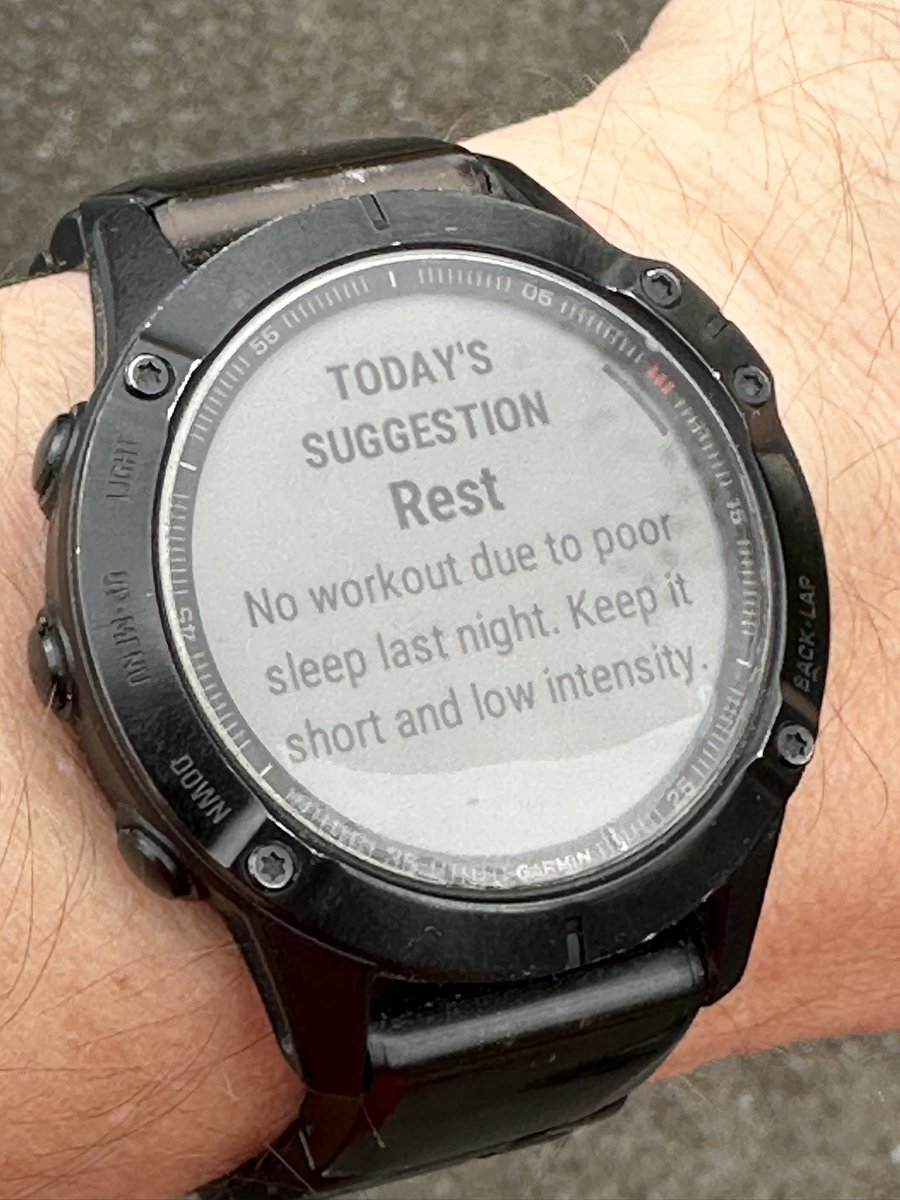 TODAY'S
SUGGESTION
Rest
No workout due to poor
sleep last night. Keep it
short and low intensity.
55
05
15
25
45
LIGHT
UP·MENU
DOWN
BACK·LAP
GARMIN